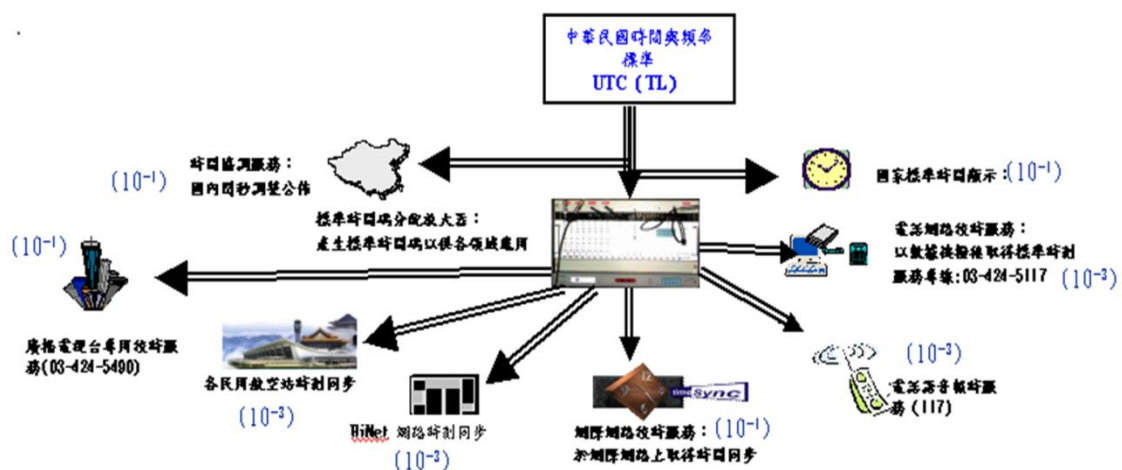 中華民國時間與頻率
標準
UTC (TL)
時間協調服務：
國內閏秒調整公佈
(10⁻¹)
國家標準時間顯示：(10⁻¹)
標準時間碼分配放大器：
產生標準時間碼以供各領域應用
電話網路校時服務：
以數據機撥接取得標準時刻
服務專線:03-424-5117 (10⁻³)
(10⁻¹)
廣播電視台專用校時服
務(03-424-5490)
各民用航空站時刻同步
(10⁻³)
HiNet 網路時刻同步
(10⁻³)
time sync
網際網路校時服務： (10⁻¹)
於網際網路上取得時間同步
(10⁻³)
電話語音報時服
務 (117)